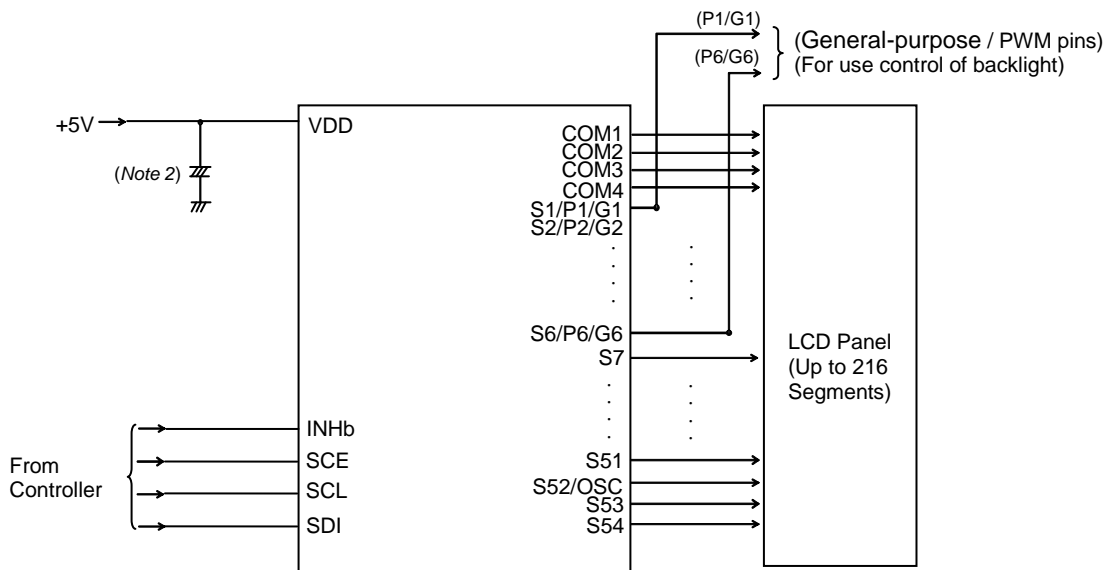 (P1/G1)
(P6/G6)
(General-purpose / PWM pins)
(For use control of backlight)
+5V
VDD
(Note 2)
COM1
COM2
COM3
COM4
S1/P1/G1
S2/P2/G2
S6/P6/G6
S7
LCD Panel
(Up to 216
Segments)
From
Controller
INHb
SCE
SCL
SDI
S51
S52/OSC
S53
S54